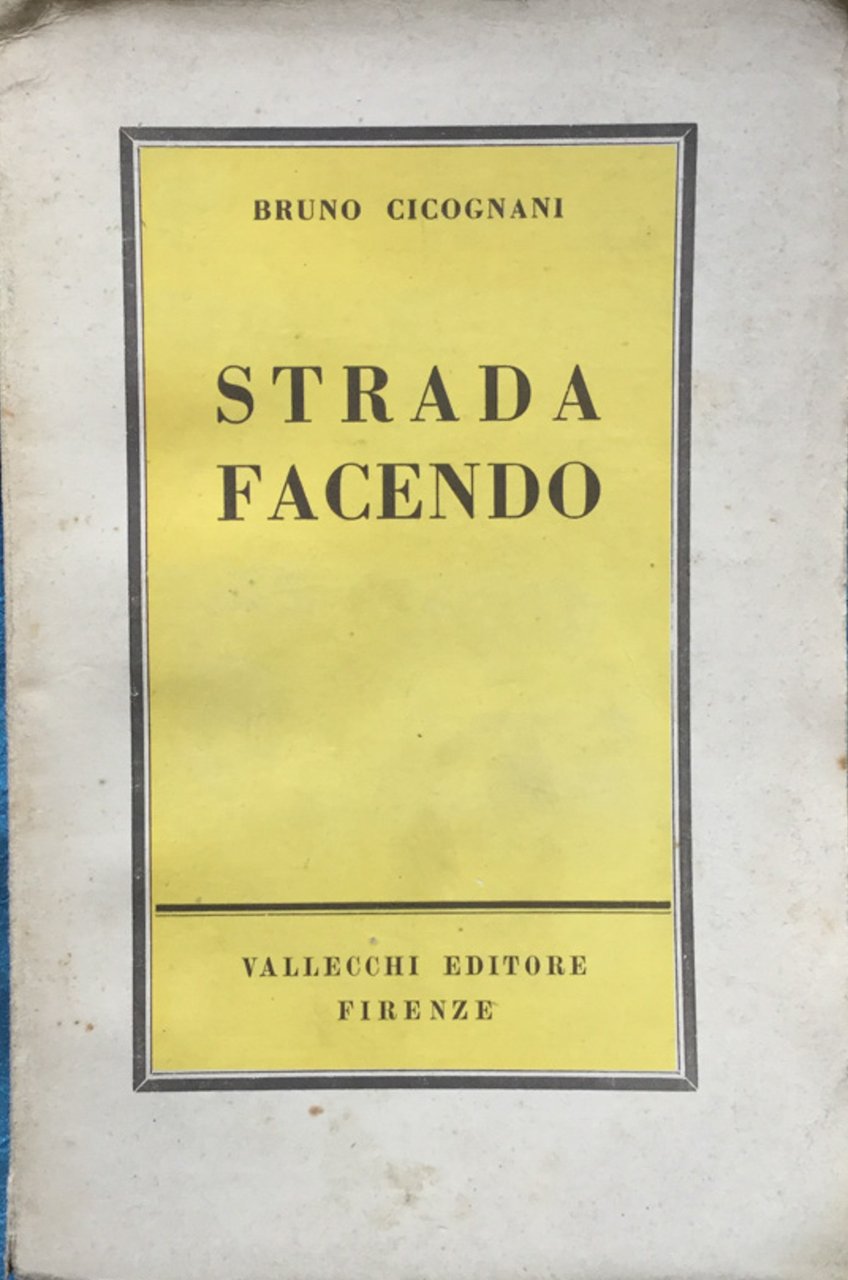 BRUNO CICOGNANI
STRADA
FACENDO
VALLECCHI EDITORE
FIRENZE